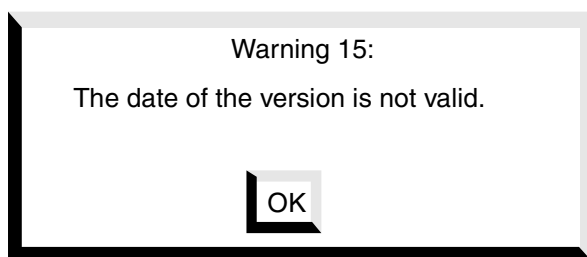 Warning 15:
The date of the version is not valid.
OK